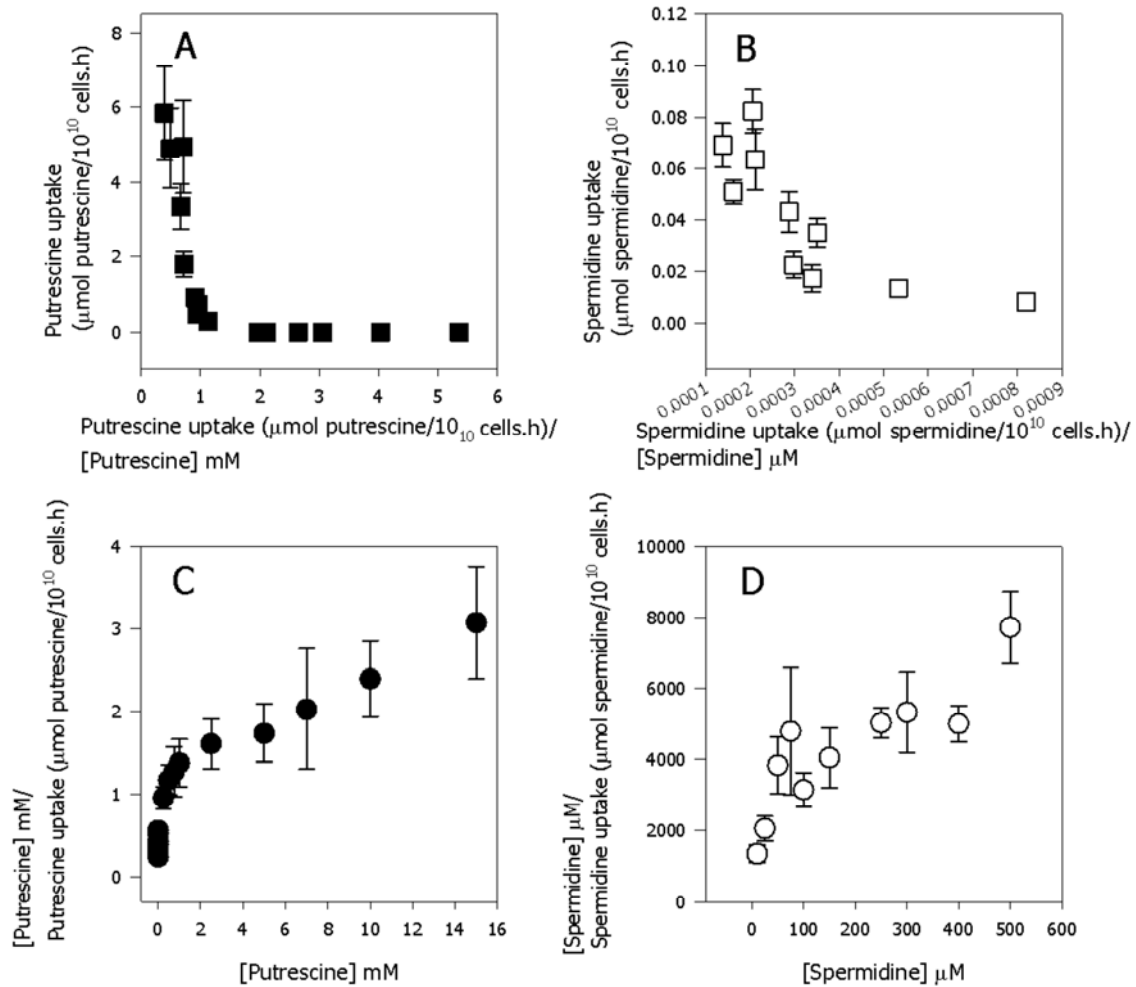 A
8
6
4
2
0
Putrescine uptake
(μmol putrescine/10¹⁰ cells.h)
0 1 2 3 4 5 6
Putrescine uptake (μmol putrescine/10₁₀ cells.h)/
[Putrescine] mM
B
0.12
0.10
0.08
0.06
0.04
0.02
0.00
Spermidine uptake
(μmol spermidine/10¹⁰ cells.h)
0.0001 0.0002 0.0003 0.0004 0.0005 0.0006 0.0007 0.0008 0.0009
Spermidine uptake (μmol spermidine/10¹⁰ cells.h)/
[Spermidine] μM
C
4
3
2
1
0
[Putrescine] mM/
Putrescine uptake (μmol putrescine/10¹⁰ cells.h)
0 2 4 6 8 10 12 14 16
[Putrescine] mM
D
10000
8000
6000
4000
2000
0
[Spermidine] μM/
Spermidine uptake (μmol spermidine/10¹⁰ cells.h)
0 100 200 300 400 500 600
[Spermidine] μM